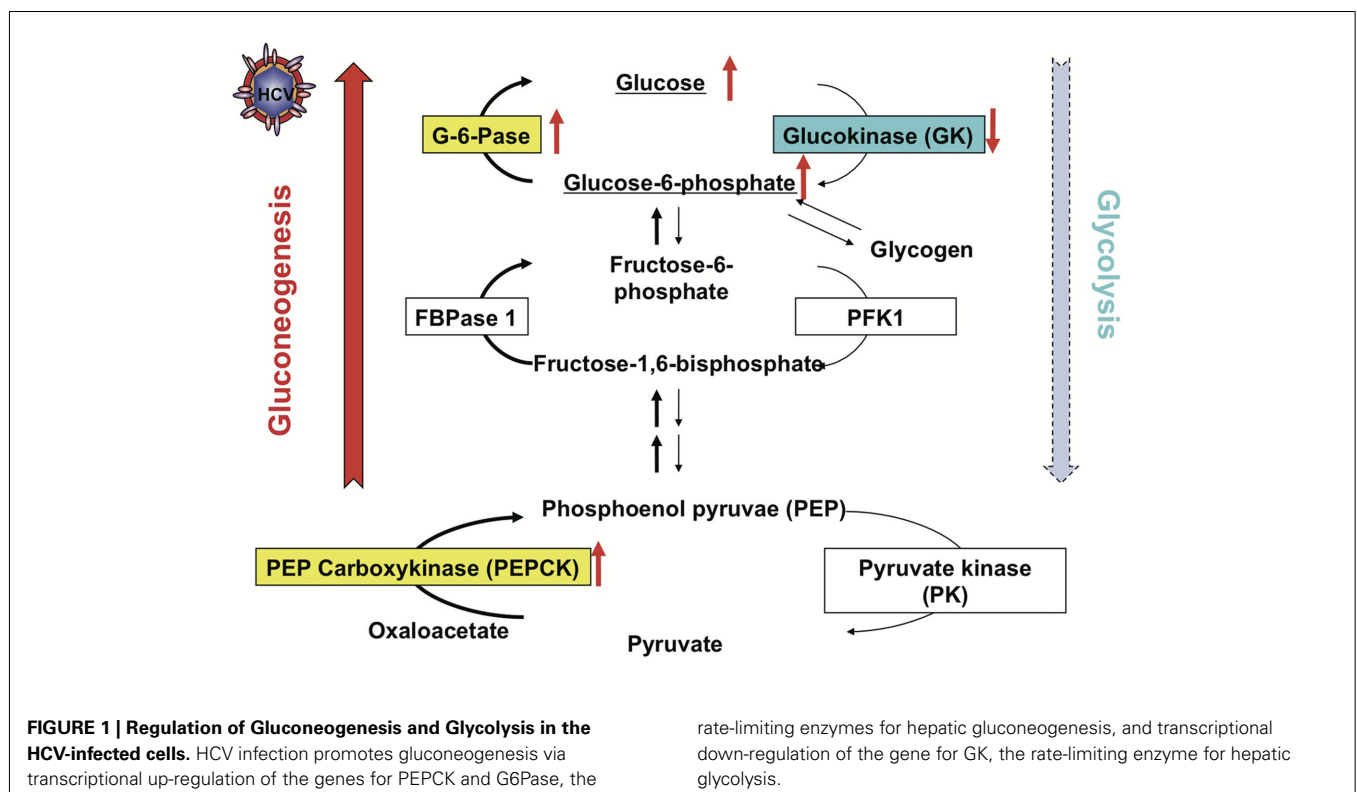 HCV
Glucose
G-6-Pase
Glucokinase (GK)
Glucose-6-phosphate
Gluconeogenesis
Glycolysis
Glycogen
Fructose-6-
phosphate
FBPase 1
PFK1
Fructose-1,6-bisphosphate
Phosphoenol pyruvae (PEP)
PEP Carboxykinase (PEPCK)
Pyruvate kinase
(PK)
Oxaloacetate
Pyruvate
FIGURE 1 | Regulation of Gluconeogenesis and Glycolysis in the
HCV-infected cells. HCV infection promotes gluconeogenesis via
transcriptional up-regulation of the genes for PEPCK and G6Pase, the
rate-limiting enzymes for hepatic gluconeogenesis, and transcriptional
down-regulation of the gene for GK, the rate-limiting enzyme for hepatic
glycolysis.